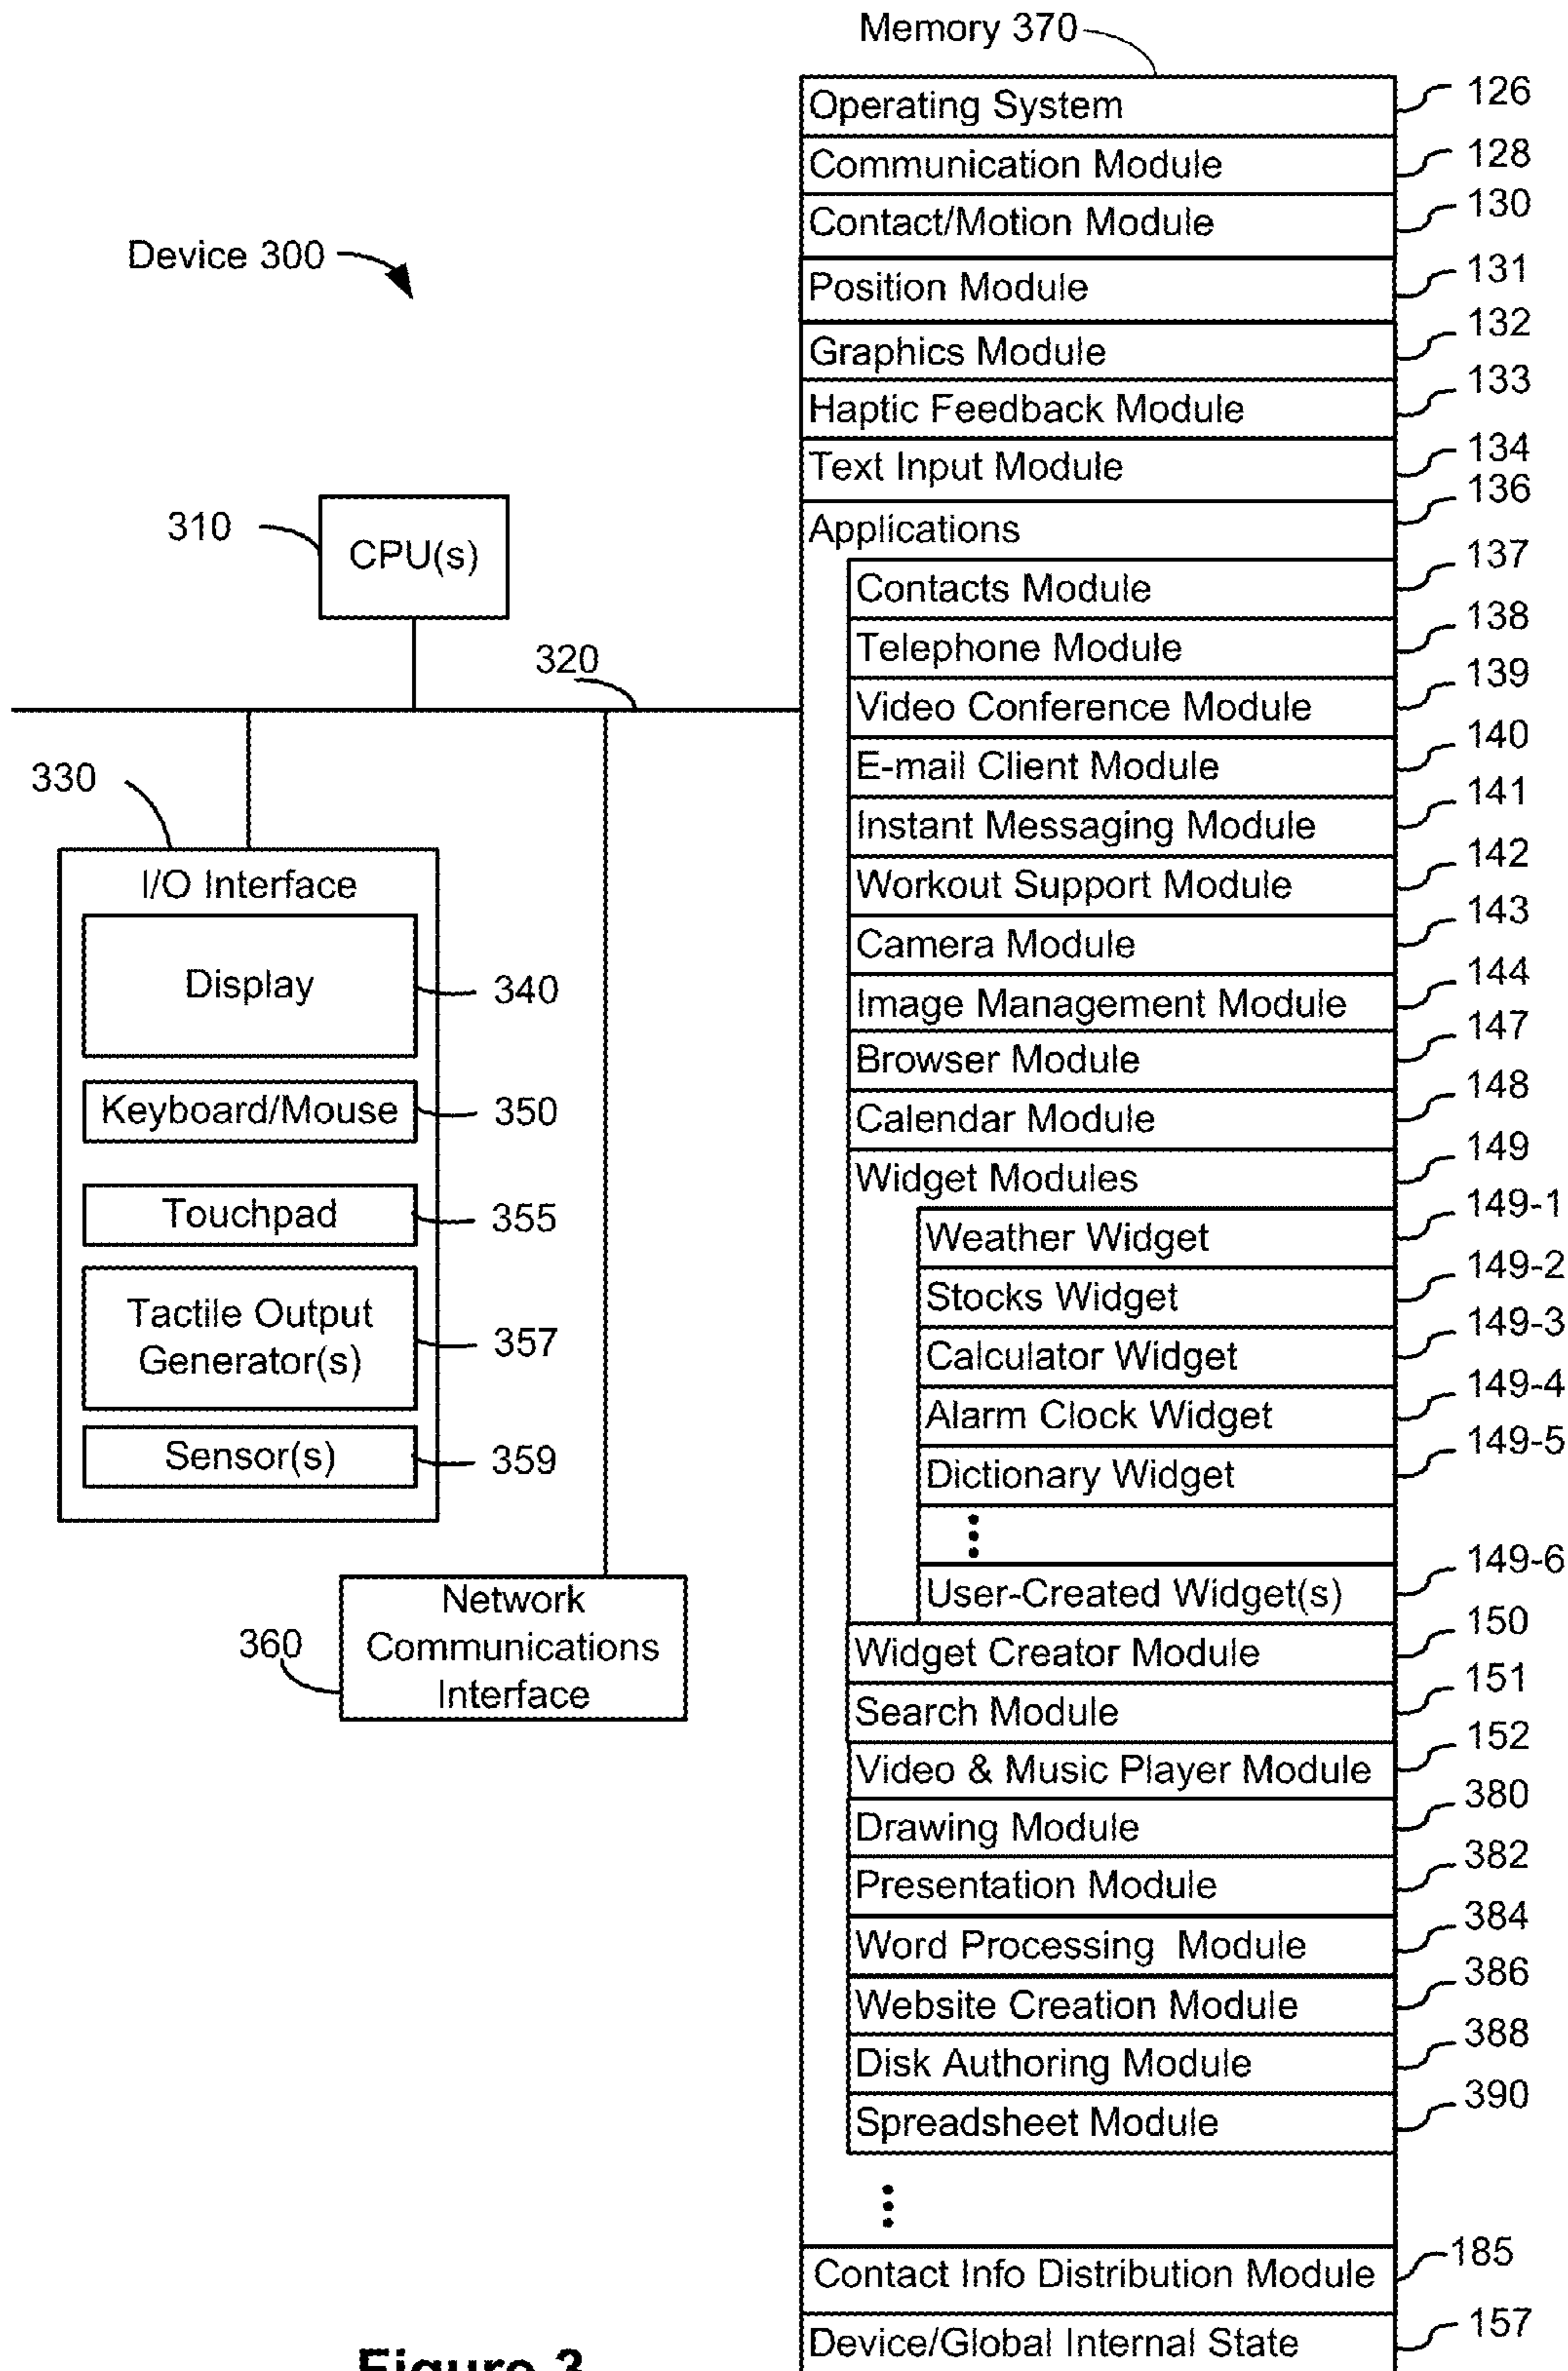 Memory 370
Operating System
126
Communication Module
128
Contact/Motion Module
130
Device 300
Position Module
131
Graphics Module
132
Haptic Feedback Module
133
Text Input Module
134
Applications
136
310
CPU(s)
Contacts Module
137
Telephone Module
138
320
Video Conference Module
139
E-mail Client Module
140
330
Instant Messaging Module
141
I/O Interface
Workout Support Module
142
Camera Module
143
Display
340
Image Management Module
144
Browser Module
147
Keyboard/Mouse
350
Calendar Module
148
Widget Modules
149
Touchpad
355
Weather Widget
149-1
Stocks Widget
149-2
Tactile Output
Generator(s)
357
Calculator Widget
149-3
Alarm Clock Widget
149-4
Sensor(s)
359
Dictionary Widget
149-5
User-Created Widget(s)
149-6
Network
Communications
Interface
360
Widget Creator Module
150
Search Module
151
Video & Music Player Module
152
Drawing Module
380
Presentation Module
382
Word Processing Module
384
Website Creation Module
386
Disk Authoring Module
388
Spreadsheet Module
390
Contact Info Distribution Module
185
Device/Global Internal State
157
Figure 3